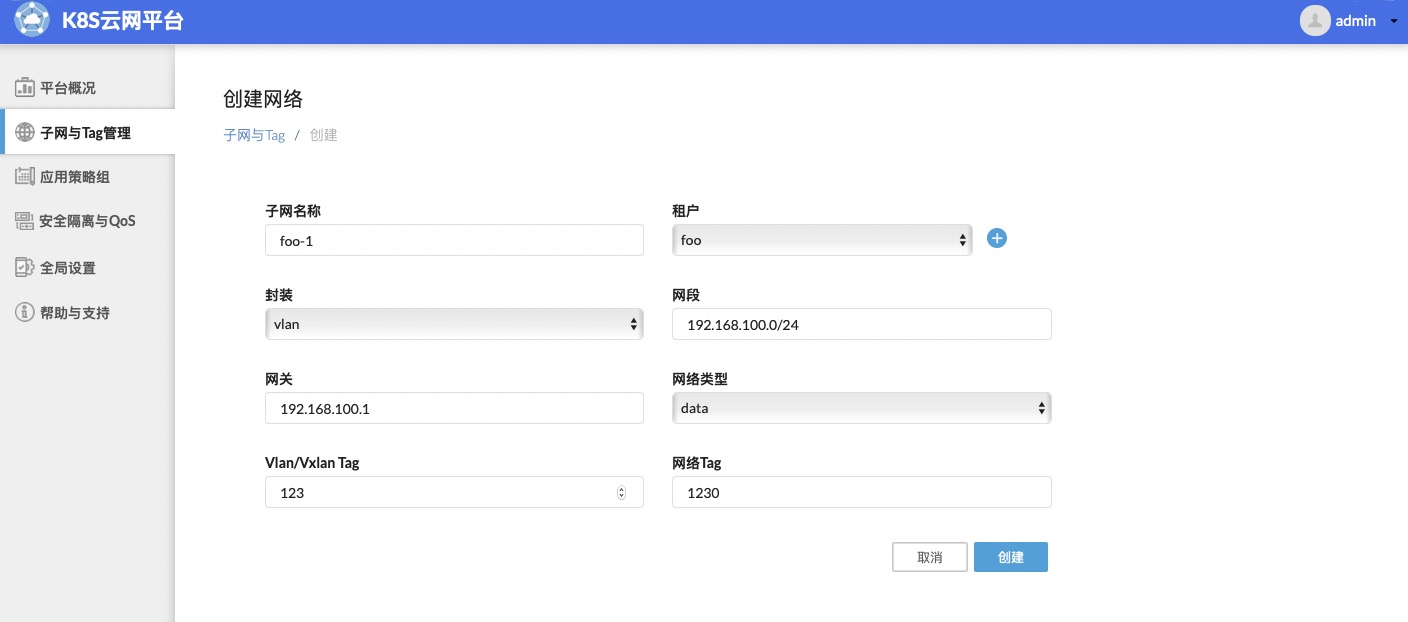 K8S云网平台
admin
平台概况
子网与Tag管理
应用策略组
安全隔离与QoS
全局设置
帮助与支持
创建网络
子网与Tag / 创建
子网名称
foo-1
租户
foo
封装
vlan
网段
192.168.100.0/24
网关
192.168.100.1
网络类型
data
Vlan/Vxlan Tag
123
网络Tag
1230
取消
创建